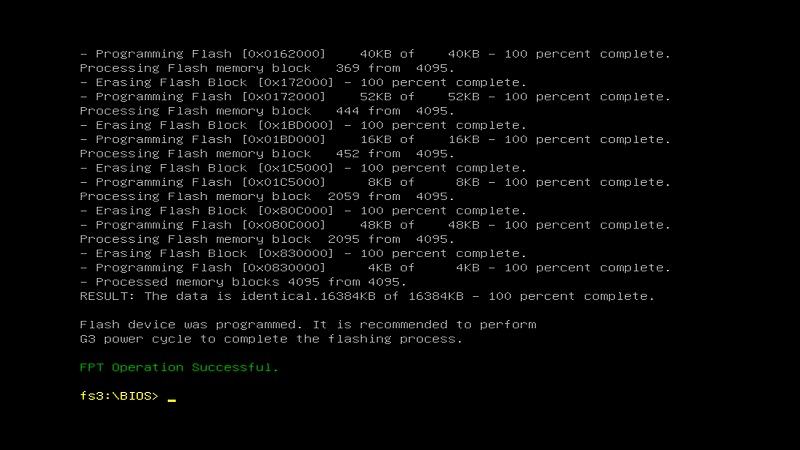 - Programming Flash [0x0162000]    40KB of    40KB - 100 percent complete.
Processing Flash memory block   369 from  4095.
- Erasing Flash Block [0x172000] - 100 percent complete.
- Programming Flash [0x0172000]    52KB of    52KB - 100 percent complete.
Processing Flash memory block   444 from  4095.
- Erasing Flash Block [0x1BD000] - 100 percent complete.
- Programming Flash [0x01BD000]    16KB of    16KB - 100 percent complete.
Processing Flash memory block   452 from  4095.
- Erasing Flash Block [0x1C5000] - 100 percent complete.
- Programming Flash [0x01C5000]     8KB of     8KB - 100 percent complete.
Processing Flash memory block  2059 from  4095.
- Erasing Flash Block [0x80C000] - 100 percent complete.
- Programming Flash [0x080C000]    48KB of    48KB - 100 percent complete.
Processing Flash memory block  2095 from  4095.
- Erasing Flash Block [0x830000] - 100 percent complete.
- Programming Flash [0x0830000]     4KB of     4KB - 100 percent complete.
- Processed memory blocks 4095 from 4095.
RESULT: The data is identical.16384KB of 16384KB - 100 percent complete.
Flash device was programmed. It is recommended to perform
G3 power cycle to complete the flashing process.
FPT Operation Successful.
fs3:\BIOS> _